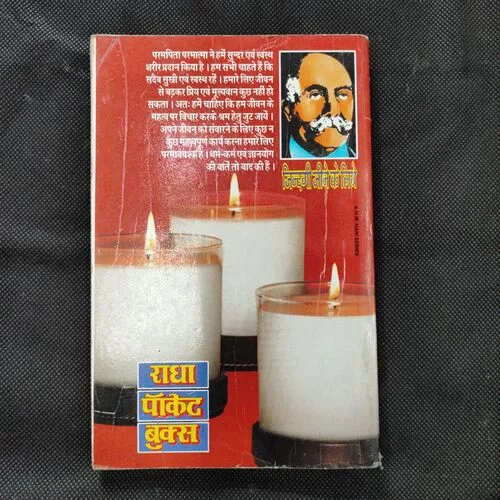 परमपिता परमात्मा ने हमें सुन्दर एवं स्वस्थ
शरीर प्रदान किया है । हम सभी चाहते हैं कि
सदैव सुखी एवं स्वस्थ रहें । हमारे लिए जीवन
से बढ़कर प्रिय एवं मूल्यवान कुछ नहीं हो
सकता । अतः हमें चाहिए कि हम जीवन के
महत्व पर विचार करके श्रम हेतु जुट जायें ।
अपने जीवन को संवारने के लिए कुछ न
कुछ महत्वपूर्ण कार्य करना हमारे लिए
परमावश्यक है । धर्म-कर्म एवं ज्ञानयोग
की बातें तो बाद की हैं ।
जिन्दगी जीने के लिये
राधा
पॉकेट
बुक्स